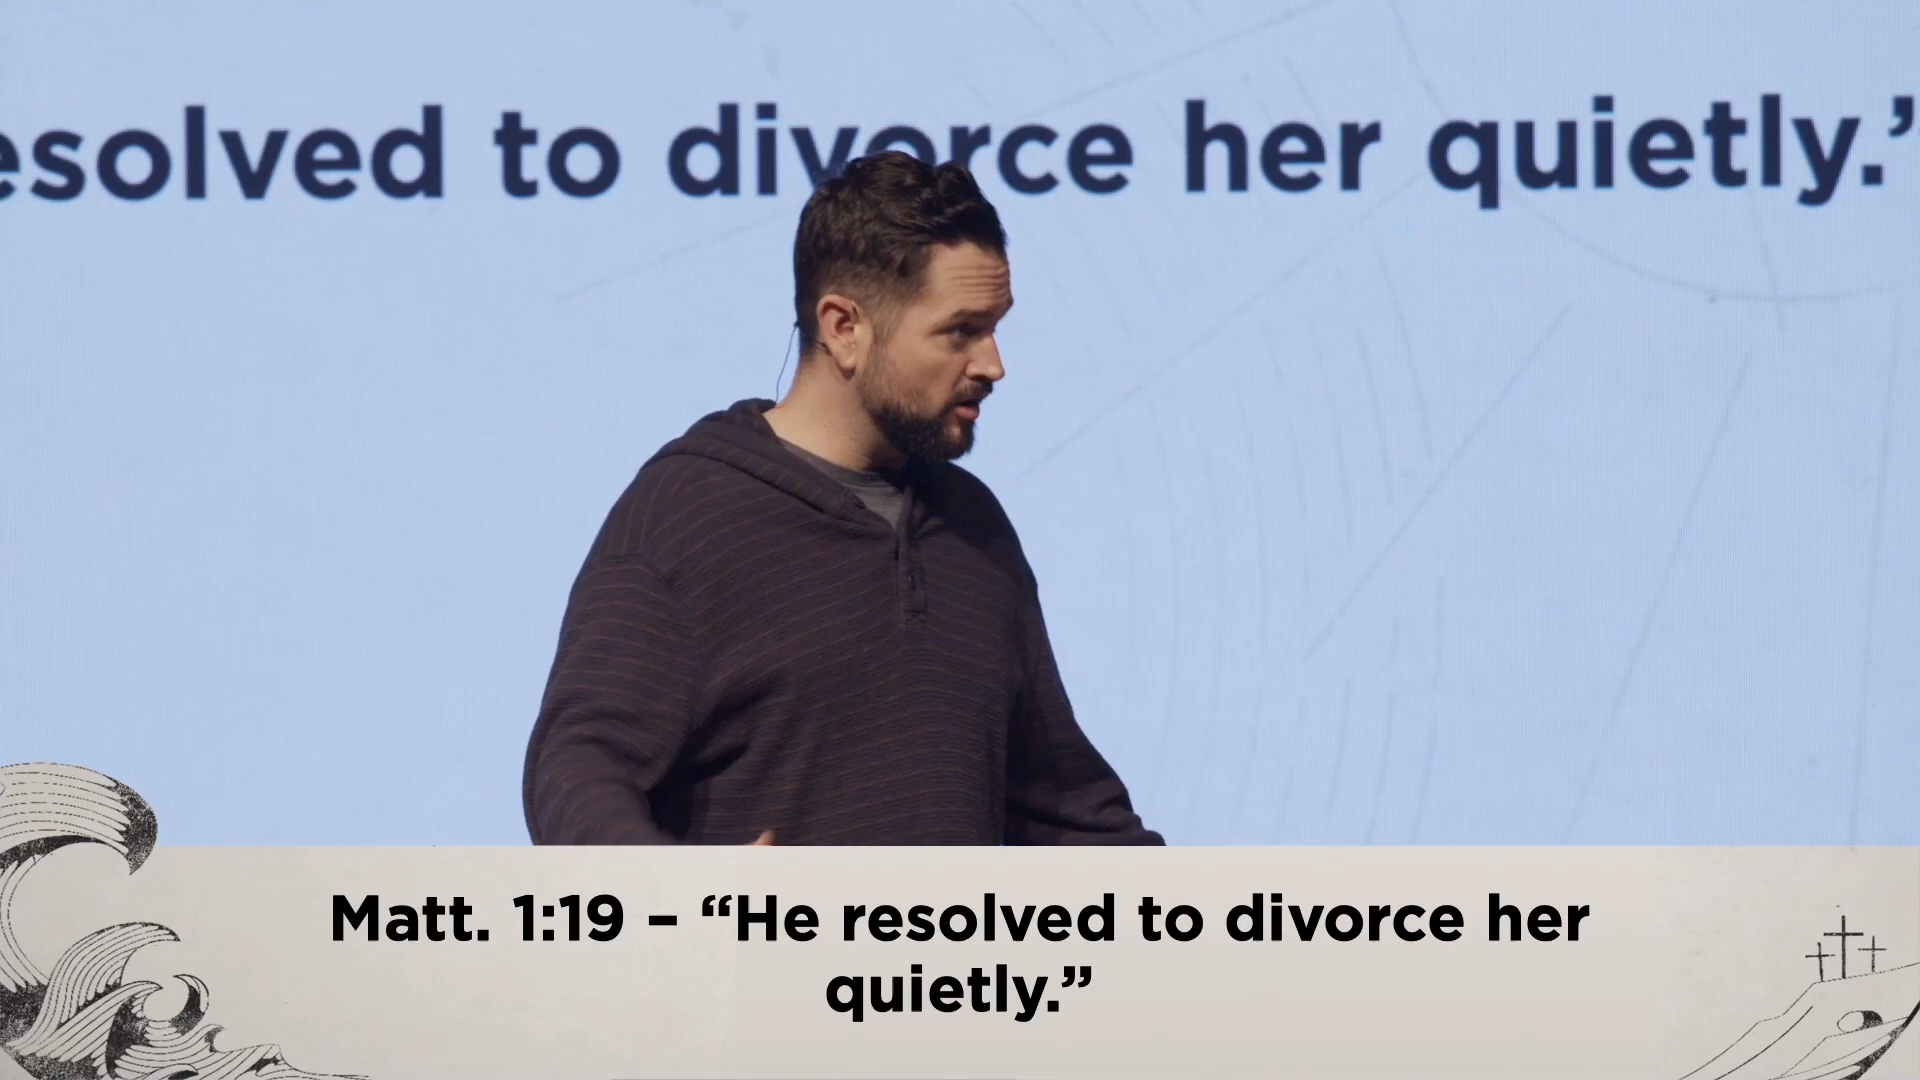 esolved to divorce her quietly.’
Matt. 1:19 – “He resolved to divorce her
quietly.”